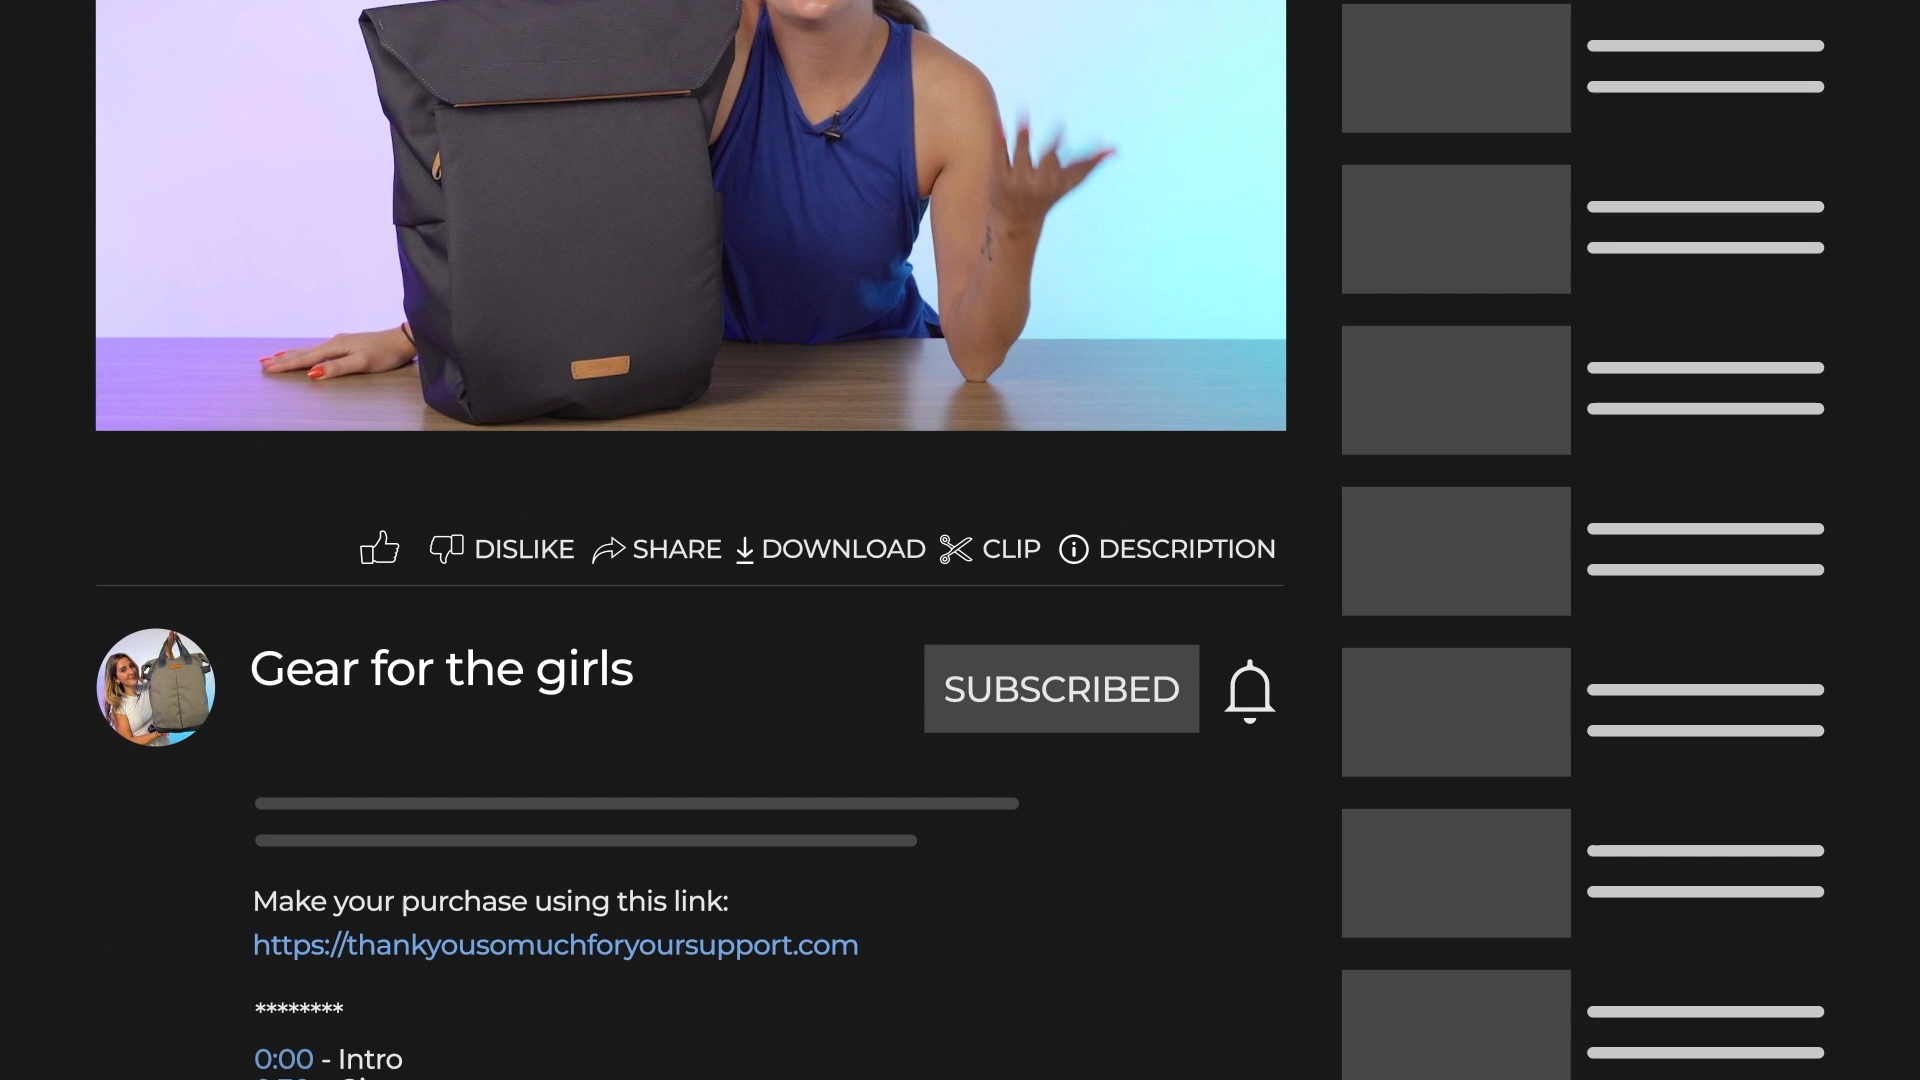 DISLIKE SHARE DOWNLOAD CLIP DESCRIPTION
Gear for the girls
SUBSCRIBED
Make your purchase using this link:
https://thankyousomuchforyoursupport.com
********
0:00 - Intro